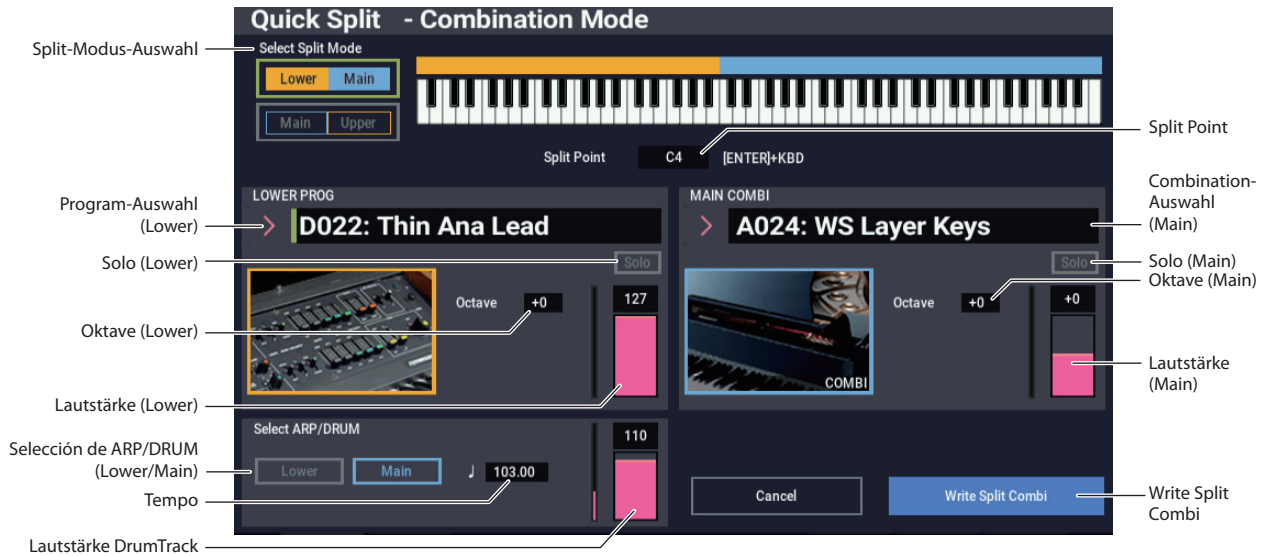 Quick Split - Combination Mode
Split-Modus-Auswahl
Select Split Mode
Lower Main
Main Upper
Split Point C4 [ENTER]+KBD
Split Point
LOWER PROG
MAIN COMBI
Program-Auswahl
(Lower)
D022: Thin Ana Lead
A024: WS Layer Keys
Combination-
Auswahl
(Main)
Solo (Lower)
Solo
Solo
Solo (Main)
Octave +0
127
Octave +0
+0
Oktave (Main)
Oktave (Lower)
COMBI
Lautstärke
(Main)
Lautstärke (Lower)
Select ARP/DRUM
110
Selección de ARP/DRUM
(Lower/Main)
Lower Main ♩ 103.00
Tempo
Cancel
Write Split Combi
Write Split
Combi
Lautstärke DrumTrack